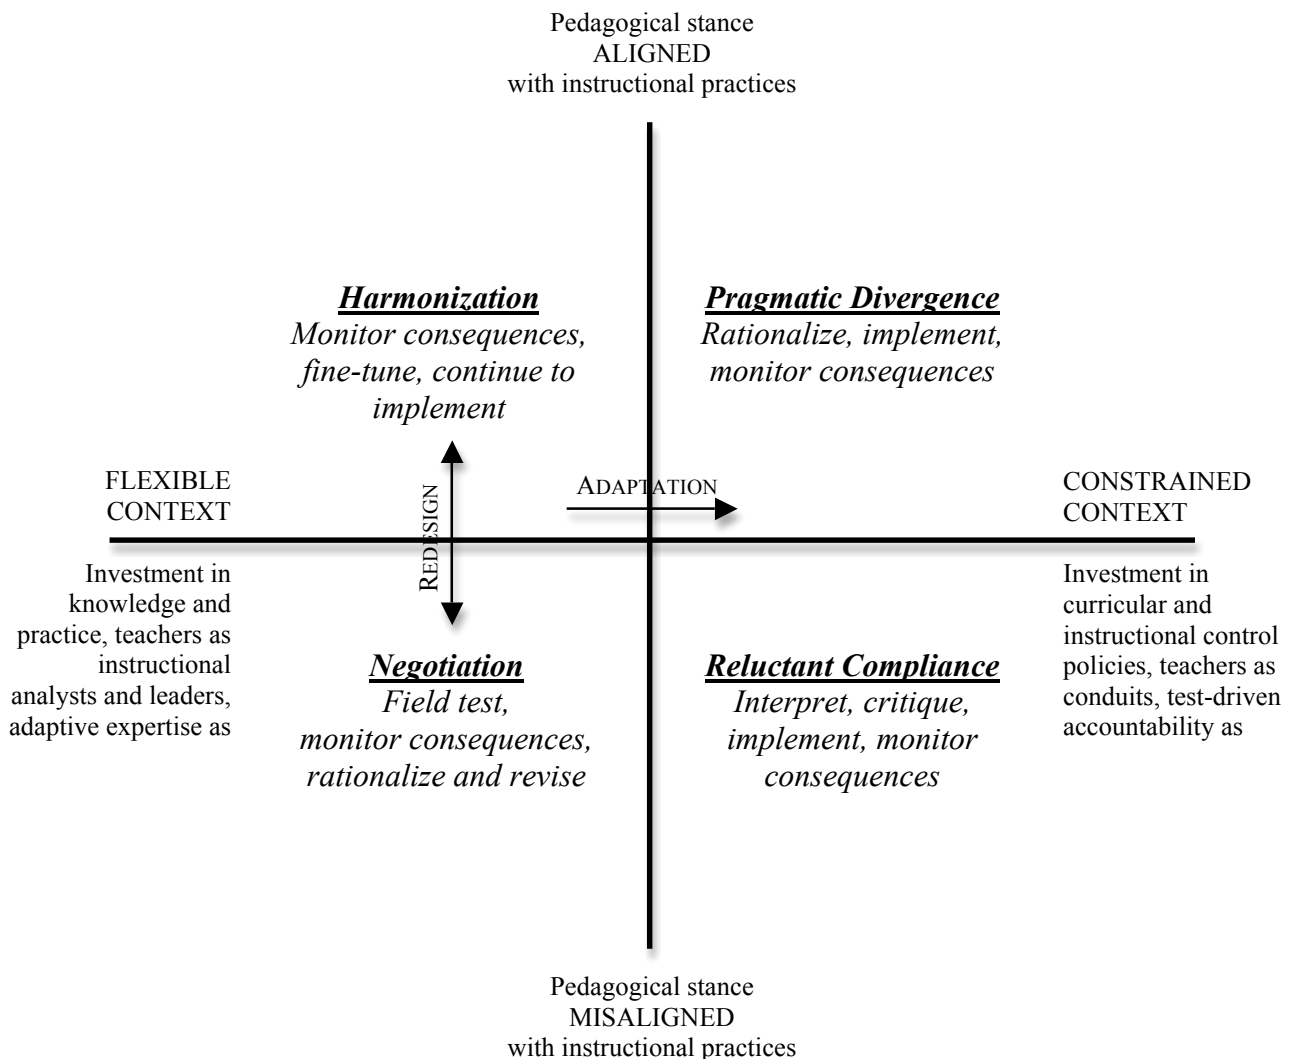 Pedagogical stance
ALIGNED
with instructional practices
Harmonization
Monitor consequences,
fine-tune, continue to
implement
Pragmatic Divergence
Rationalize, implement,
monitor consequences
FLEXIBLE
CONTEXT
REDESIGN
ADAPTATION
CONSTRAINED
CONTEXT
Investment in
knowledge and
practice, teachers as
instructional
analysts and leaders,
adaptive expertise as
Negotiation
Field test,
monitor consequences,
rationalize and revise
Reluctant Compliance
Interpret, critique,
implement, monitor
consequences
Investment in
curricular and
instructional control
policies, teachers as
conduits, test-driven
accountability as
Pedagogical stance
MISALIGNED
with instructional practices